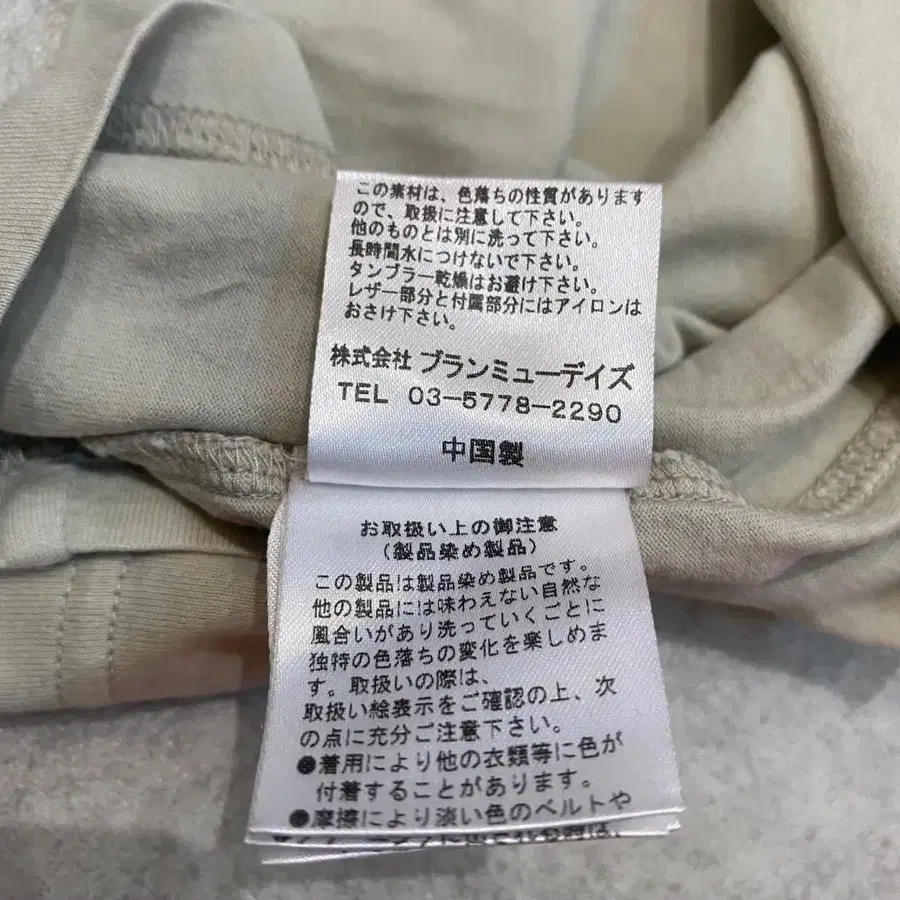 この素材は、色落ちの性質があります
ので、取扱に注意して下さい。
他のものとは別に洗って下さい。
長時間水につけないで下さい。
タンブラー乾燥はお避け下さい。
レザー部分と付属部分にはアイロンは
おさけ下さい。
株式会社 ブランミューデイズ
TEL 03-5778-2290
中国製
お取扱い上の御注意
(製品染め製品)
この製品は製品染め製品です。
他の製品には味わえない自然な
風合いがあり洗っていくごとに
独特の色落ちの変化を楽しめま
す。取扱いの際は、
取扱い絵表示をご確認の上、次
の点に充分ご注意下さい。
●着用により他の衣類等に色が
付着することがあります。
●摩擦により淡い色のベルトや